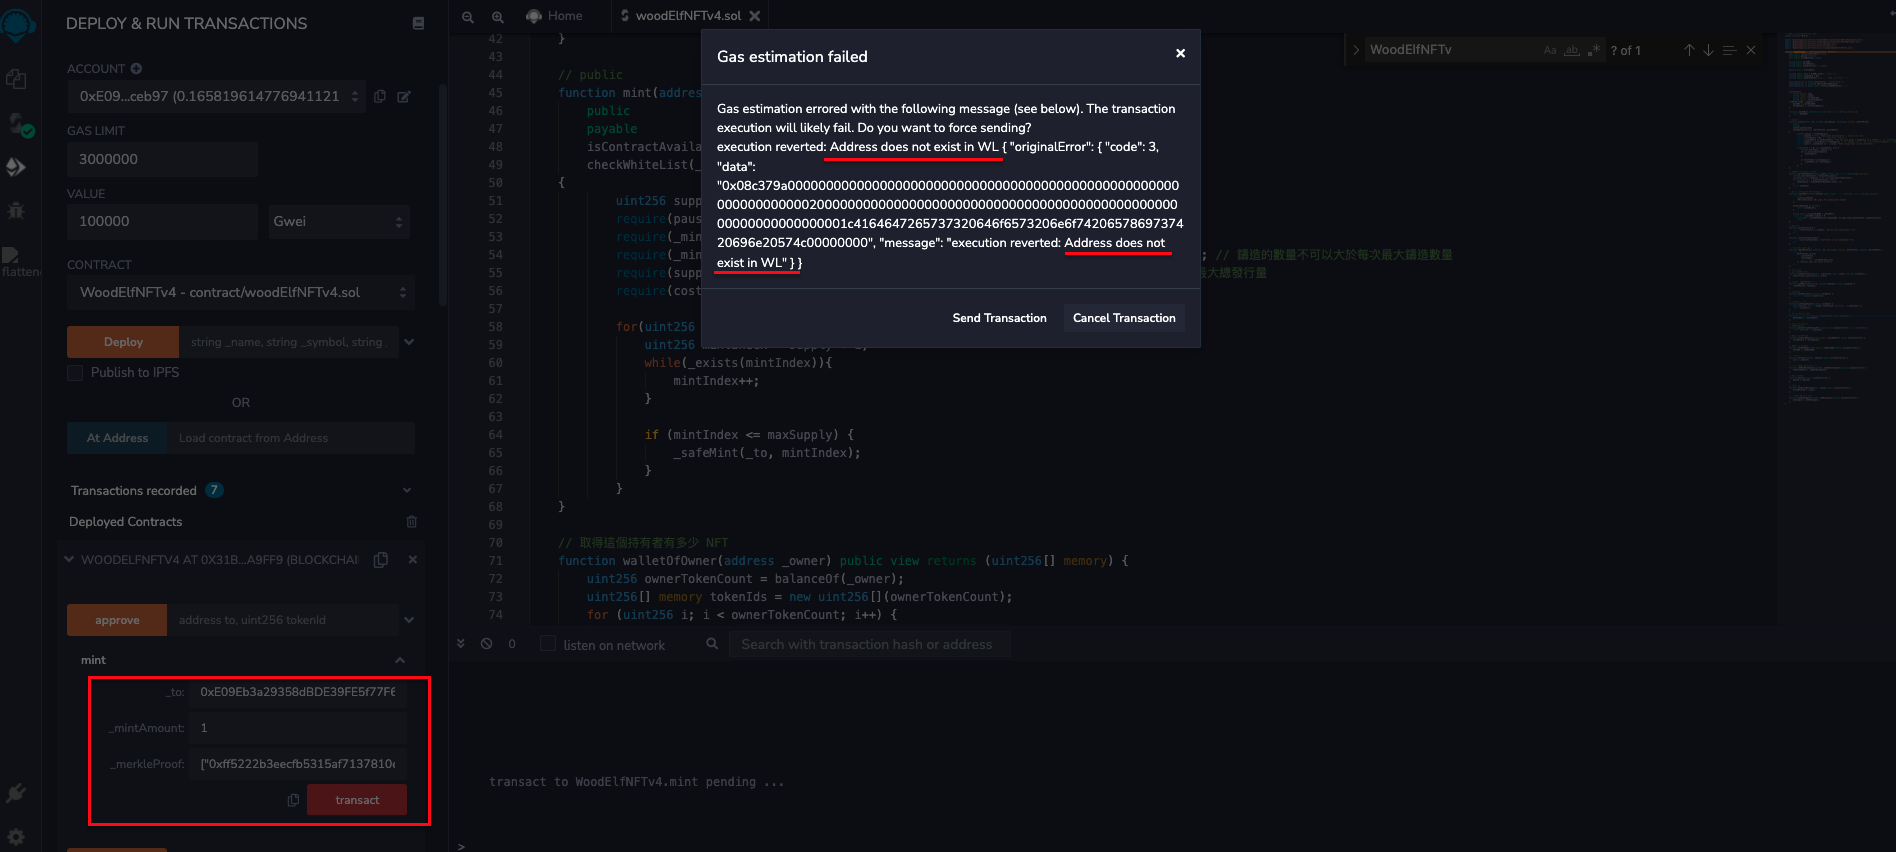 DEPLOY & RUN TRANSACTIONS
ACCOUNT
0xE09...ceb97 (0.165819614776941121
GAS LIMIT
3000000
VALUE
100000
Gwei
CONTRACT
WoodElfNFTv4 - contract/woodElfNFTv4.sol
Deploy
string _name, string _symbol, string
Publish to IPFS
OR
At Address
Load contract from Address
Transactions recorded 7
Deployed Contracts
WOODELFNFTV4 AT 0X31B...A9FF9 (BLOCKCHAI
approve
address to, uint256 tokenId
mint
_to: 0xE09Eb3a29358dBDE39FE5f77F6
_mintAmount: 1
_merkleProof: ["0xff5222b3eecfb5315af7137810
transact
flatten
Home
woodElfNFTv4.sol
WoodElfNFTv
Aa
ab
.*
? of 1
42 }
43
44 // public
45 function mint(addres
46 public
47 payable
48 isContractAvaila
49 checkWhiteList(_
50 {
51 uint256 supp
52 require(paus
53 require(_min
54 require(_min ; // 鑄造的數量不可以大於每次最大鑄造數量
55 require(supp 最大總發行量
56 require(cost
57
58 for(uint256
59 uint256
60 while(_exists(mintIndex)){
61 mintIndex++;
62 }
63
64 if (mintIndex <= maxSupply) {
65 _safeMint(_to, mintIndex);
66 }
67 }
68 }
69
70 // 取得這個持有者有多少 NFT
71 function walletOfOwner(address _owner) public view returns (uint256[] memory) {
72 uint256 ownerTokenCount = balanceOf(_owner);
73 uint256[] memory tokenIds = new uint256[](ownerTokenCount);
74 for (uint256 i; i < ownerTokenCount; i++) {
Gas estimation failed
Gas estimation errored with the following message (see below). The transaction
execution will likely fail. Do you want to force sending?
execution reverted: Address does not exist in WL { "originalError": { "code": 3,
"data":
"0x08c379a00000000000000000000000000000000000000000000000000000
000000000000200000000000000000000000000000000000000000000000000
0000000000000000001c416464726573732064 6f6573206e6f74206578697374
20696e20574c00000000", "message": "execution reverted: Address does not
exist in WL" } }
Send Transaction
Cancel Transaction
0
listen on network
Search with transaction hash or address
transact to WoodElfNFTv4.mint pending ...
>